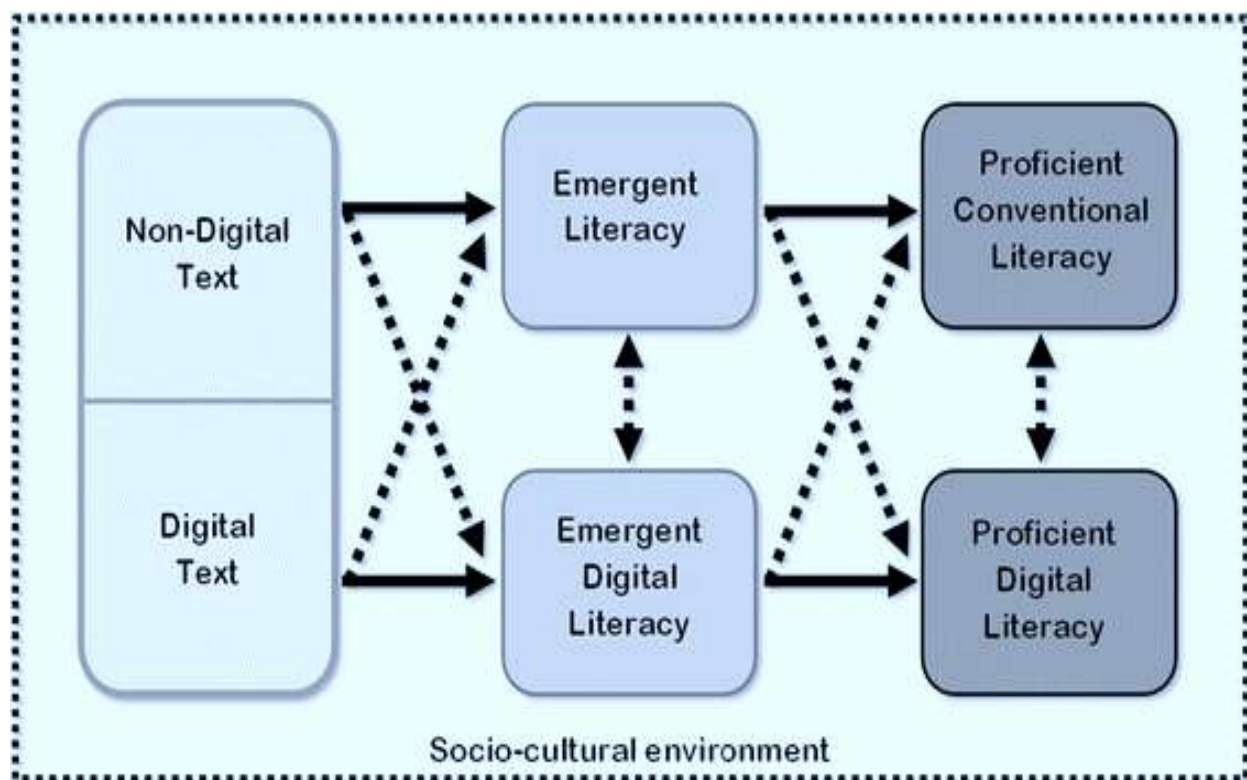 Non-Digital
Text
Digital
Text
Emergent
Literacy
Emergent
Digital
Literacy
Proficient
Conventional
Literacy
Proficient
Digital
Literacy
Socio-cultural environment